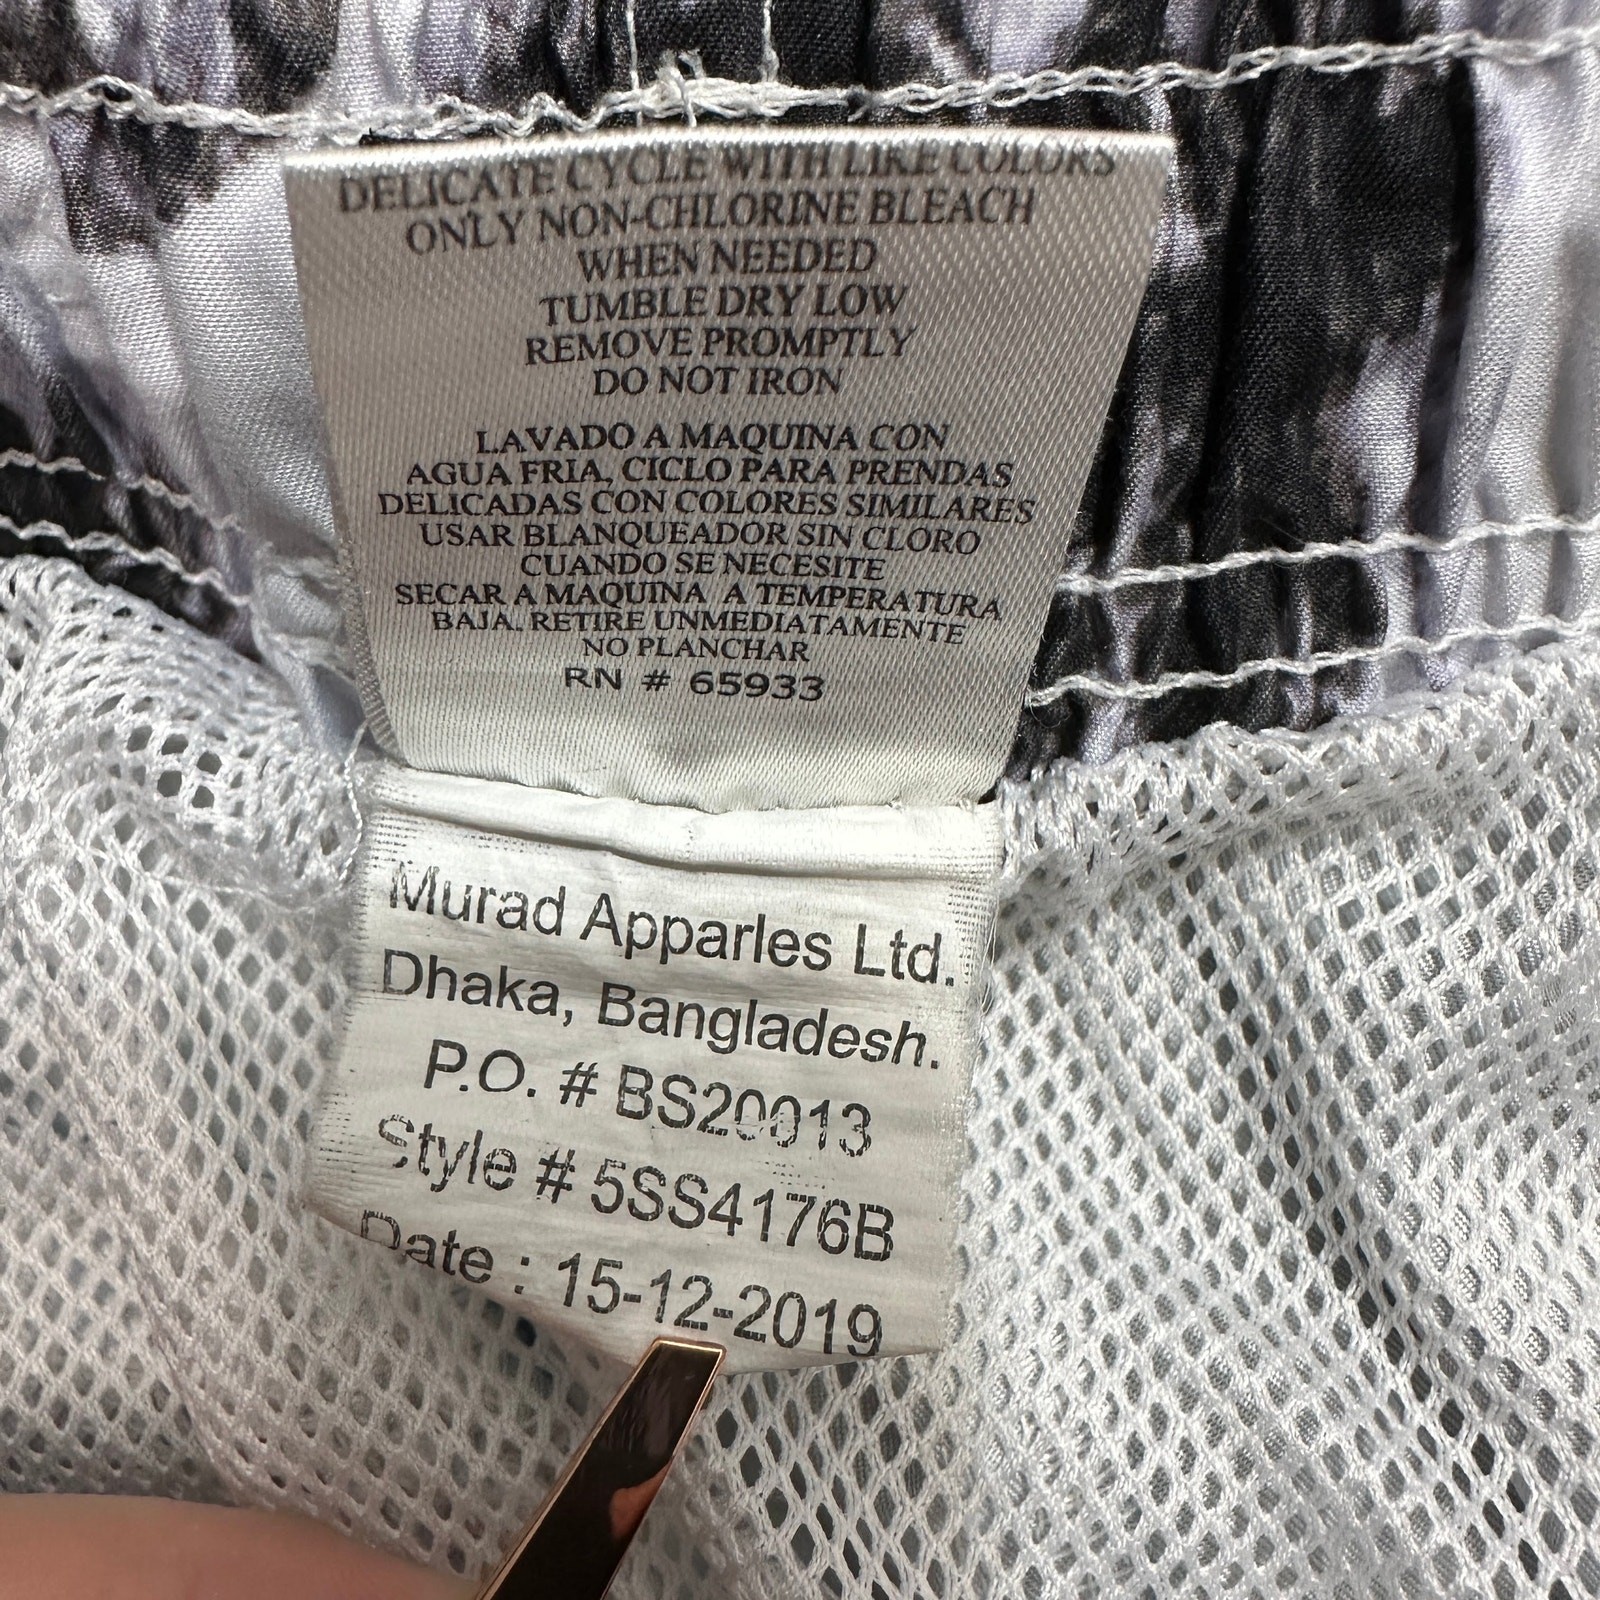 DELICATE CYCLE WITH LIKE COLORS
ONLY NON-CHLORINE BLEACH
WHEN NEEDED
TUMBLE DRY LOW
REMOVE PROMPTLY
DO NOT IRON
LAVADO A MAQUINA CON
AGUA FRIA, CICLO PARA PRENDAS
DELICADAS CON COLORES SIMILARES
USAR BLANQUEADOR SIN CLORO
CUANDO SE NECESITE
SECAR A MAQUINA A TEMPERATURA
BAJA. RETIRE UNMEDIATAMENTE
NO PLANCHAR
RN # 65933
Murad Apparles Ltd.
Dhaka, Bangladesh.
P.O. # BS20013
Style # 5SS4176B
Date : 15-12-2019